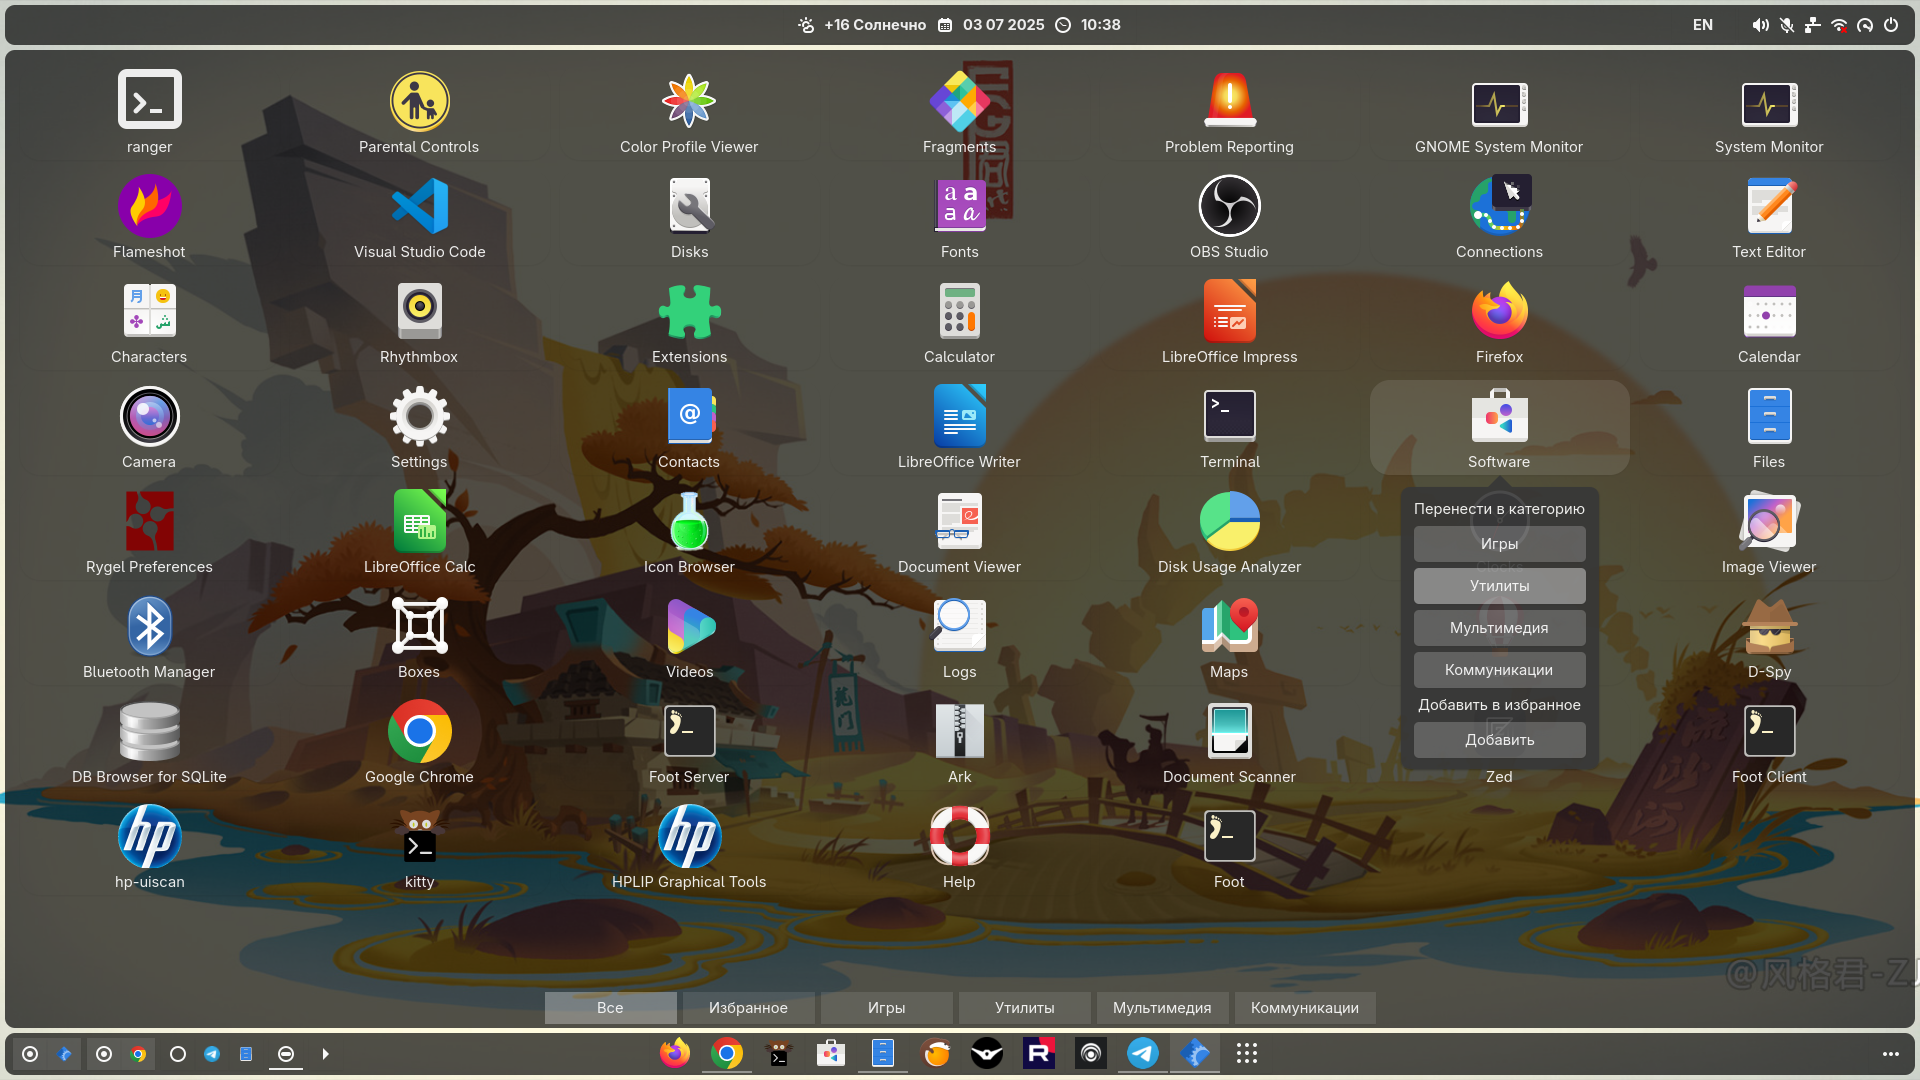 +16 Солнечно 03 07 2025 10:38 EN
ranger
Parental Controls
Color Profile Viewer
Fragments
Problem Reporting
GNOME System Monitor
System Monitor
Flameshot
Visual Studio Code
Disks
Fonts
OBS Studio
Connections
Text Editor
Characters
Rhythmbox
Extensions
Calculator
LibreOffice Impress
Firefox
Calendar
Camera
Settings
Contacts
LibreOffice Writer
Terminal
Software
Files
Перенести в категорию
Игры
Утилиты
Мультимедия
Коммуникации
Добавить в избранное
Добавить
Rygel Preferences
LibreOffice Calc
Icon Browser
Document Viewer
Disk Usage Analyzer
Clocks
Image Viewer
Bluetooth Manager
Boxes
Videos
Logs
Maps
D-Spy
DB Browser for SQLite
Google Chrome
Foot Server
Ark
Document Scanner
Zed
Foot Client
hp-uiscan
kitty
HPLIP Graphical Tools
Help
Foot
@风格君-ZJ
Все
Избранное
Игры
Утилиты
Мультимедия
Коммуникации